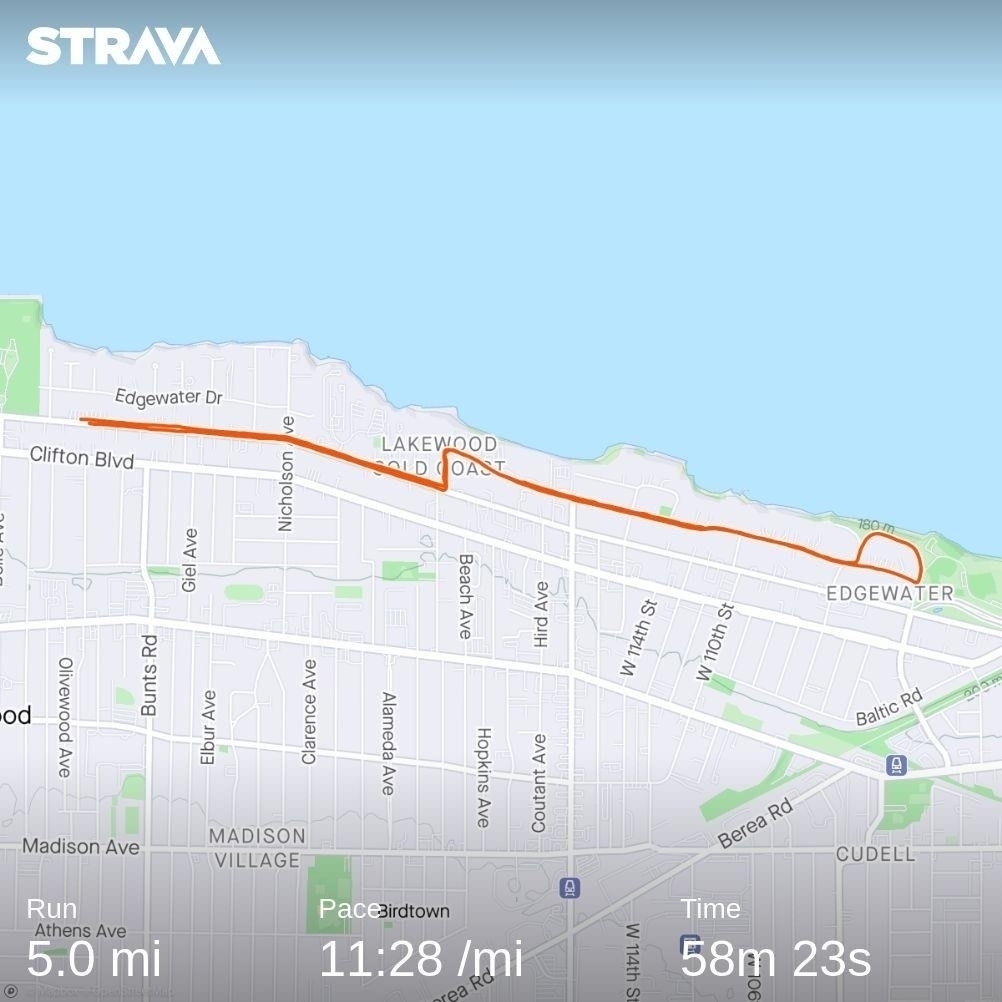 STRAVA
Edgewater Dr
LAKEWOOD
GOLD COAST
Clifton Blvd
Nicholson Ave
180 m
EDGEWATER
Giel Ave
Beach Ave
Hird Ave
W 114th St
W 110th St
Bunts Rd
Olivewood Ave
Elbur Ave
Clarence Ave
Alameda Ave
Hopkins Ave
Coutant Ave
Baltic Rd
200 m
ood
Berea Rd
MADISON
VILLAGE
Madison Ave
CUDELL
Run
Pace
Time
Birdtown
Athens Ave
W 114th St
W 106
5.0 mi
11:28 /mi
58m 23s
erea Rd